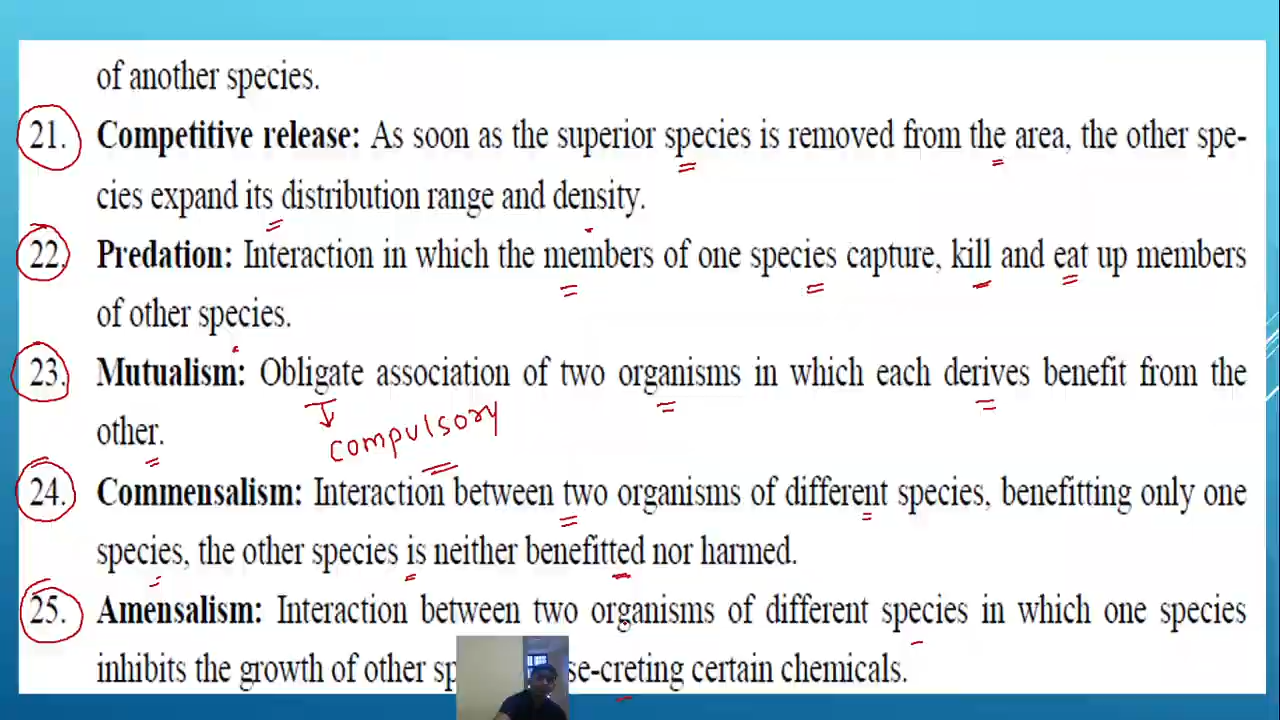 of another species.
21. Competitive release: As soon as the superior species is removed from the area, the other spe-
cies expand its distribution range and density.
22. Predation: Interaction in which the members of one species capture, kill and eat up members
of other species.
23. Mutualism: Obligate association of two organisms in which each derives benefit from the
other.
compulsory
24. Commensalism: Interaction between two organisms of different species, benefitting only one
species, the other species is neither benefitted nor harmed.
25. Amensalism: Interaction between two organisms of different species in which one species
inhibits the growth of other sp se-creting certain chemicals.